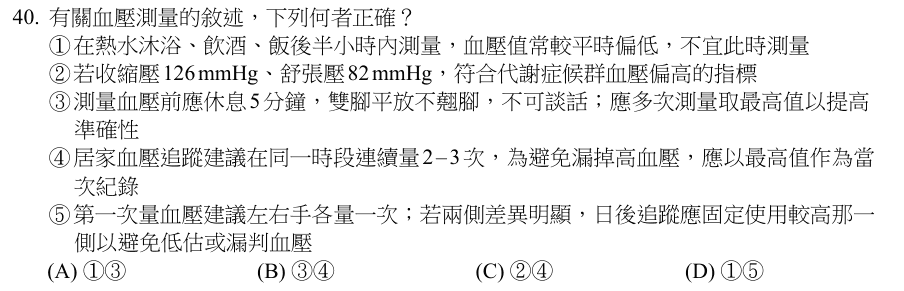 40. 有關血壓測量的敘述，下列何者正確？
①在熱水沐浴、飲酒、飯後半小時內測量，血壓值常較平時偏低，不宜此時測量
②若收縮壓126 mmHg、舒張壓82 mmHg，符合代謝症候群血壓偏高的指標
③測量血壓前應休息5分鐘，雙腳平放不翹腳，不可談話；應多次測量取最高值以提高
準確性
④居家血壓追蹤建議在同一時段連續量2–3次，為避免漏掉高血壓，應以最高值作為當
次紀錄
⑤第一次量血壓建議左右手各量一次；若兩側差異明顯，日後追蹤應固定使用較高那一
側以避免低估或漏判血壓
(A) ①③ (B) ③④ (C) ②④ (D) ①⑤